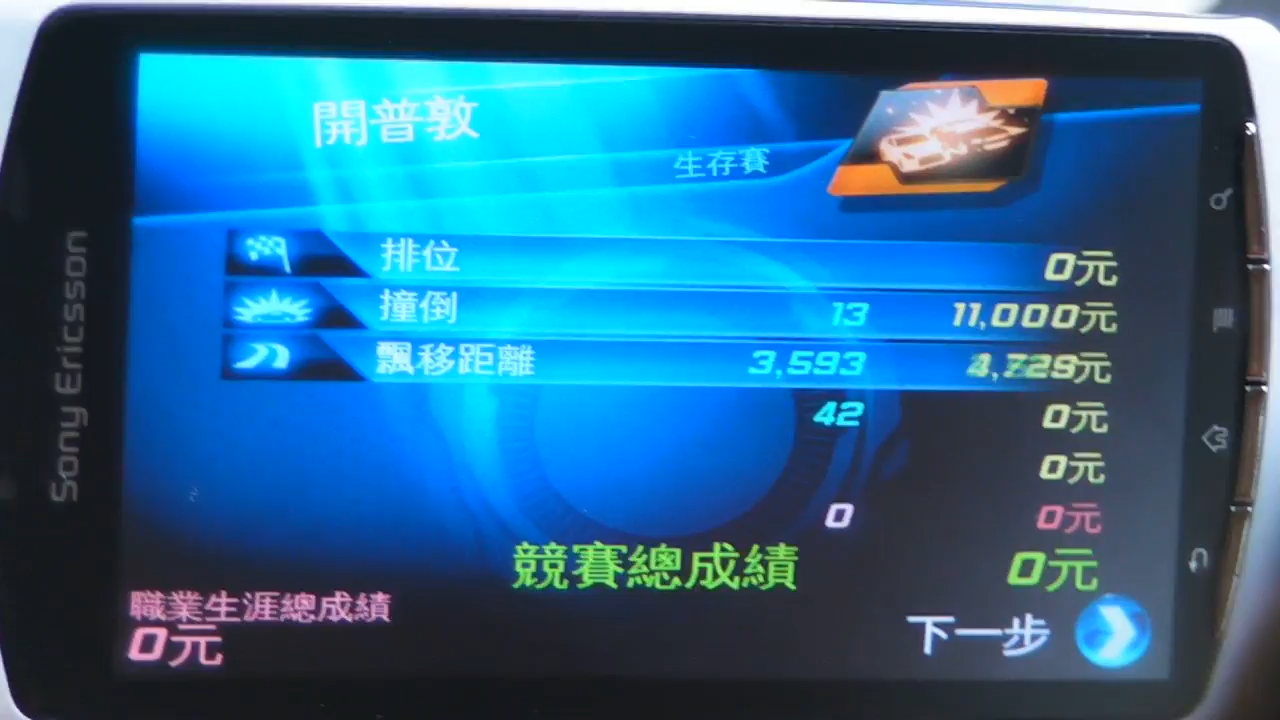 開普敦
生存賽
排位 0元
撞倒 13 11,000元
飄移距離 3,593 元
42 0元
0元
0 0元
競賽總成績 0元
職業生涯總成績
0元
下一步
Sony Ericsson